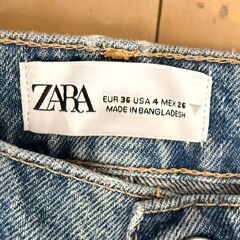 ZARA
EUR 36 USA 4 MEX 26
MADE IN BANGLADESH